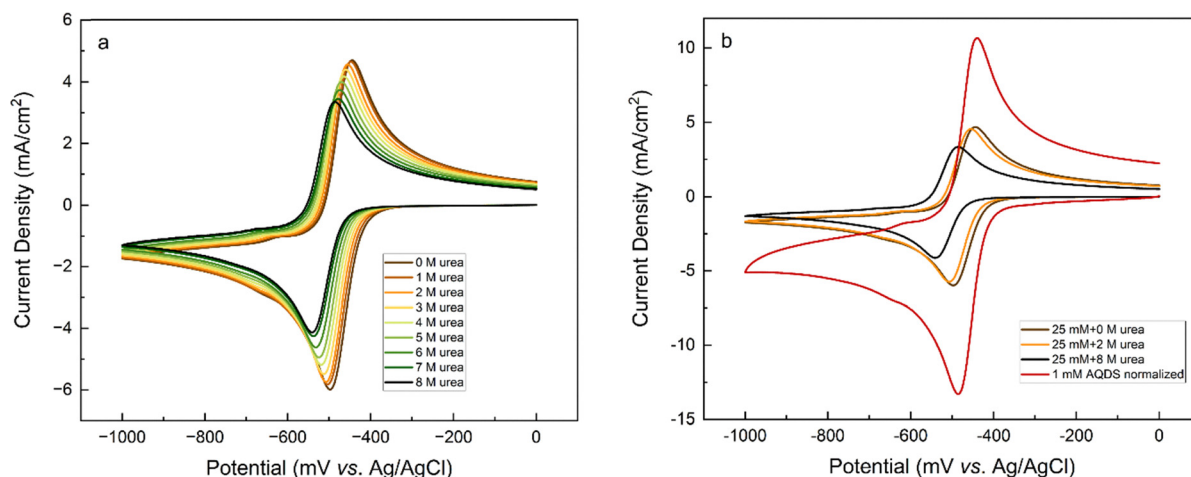 a
Current Density (mA/cm²)
6
4
2
0
−2
−4
−6
0 M urea
1 M urea
2 M urea
3 M urea
4 M urea
5 M urea
6 M urea
7 M urea
8 M urea
−1000
−800
−600
−400
−200
0
Potential (mV vs. Ag/AgCl)
b
Current Density (mA/cm²)
10
5
0
-5
-10
-15
25 mM+0 M urea
25 mM+2 M urea
25 mM+8 M urea
1 mM AQDS normalized
-1000
-800
-600
-400
-200
0
Potential (mV vs. Ag/AgCl)